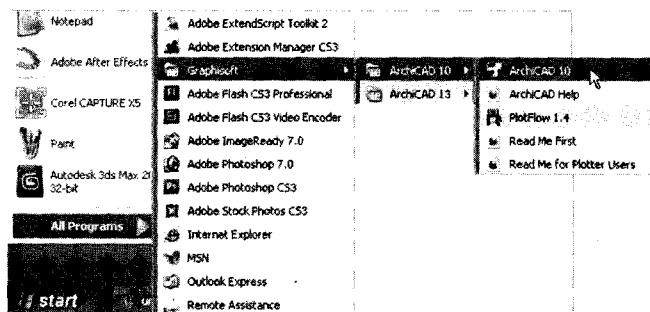 Notepad
Adobe After Effects
Corel CAPTURE X5
Paint
Autodesk 3ds Max 20
32-bit
All Programs
start
Adobe ExtendScript Toolkit 2
Adobe Extension Manager CS3
Graphisoft
Adobe Flash CS3 Professional
Adobe Flash CS3 Video Encoder
Adobe ImageReady 7.0
Adobe Photoshop 7.0
Adobe Photoshop CS3
Adobe Stock Photos CS3
Internet Explorer
MSN
Outlook Express
Remote Assistance
ArchiCAD 10
ArchiCAD 13
ArchiCAD 10
ArchiCAD Help
PlotFlow 1.4
Read Me First
Read Me for Plotter Users